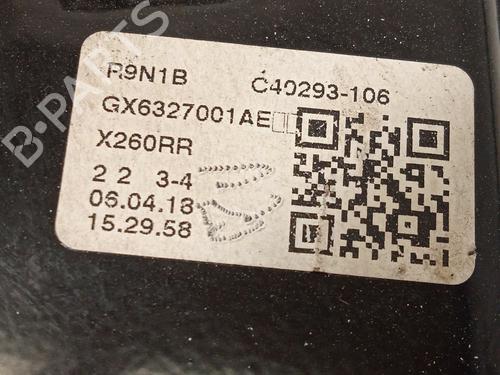 R9N1B C40293-106
GX6327001AE
X260RR
2 2 3-4
06.04.18
15.29.58
B-PARTS